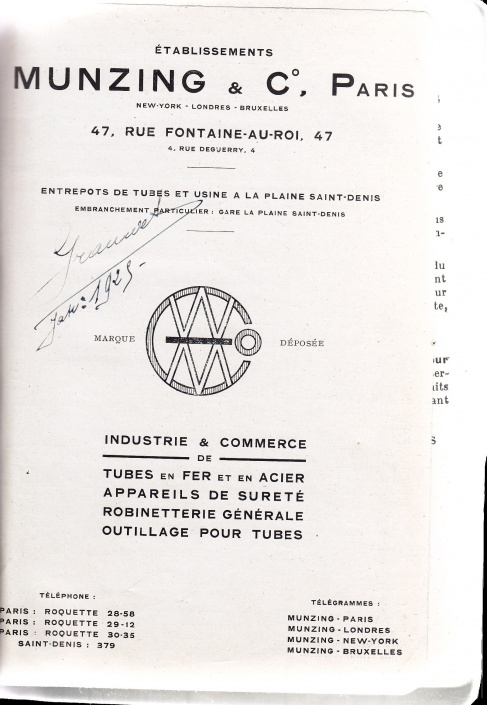 ÉTABLISSEMENTS
MUNZING & C°, PARIS
NEW-YORK - LONDRES - BRUXELLES
47, RUE FONTAINE-AU-ROI, 47
4, RUE DEGUERRY, 4
ENTREPOTS DE TUBES ET USINE A LA PLAINE SAINT-DENIS
EMBRANCHEMENT PARTICULIER : GARE LA PLAINE SAINT-DENIS
1925
MARQUE DÉPOSÉE
INDUSTRIE & COMMERCE
DE
TUBES EN FER ET EN ACIER
APPAREILS DE SURETÉ
ROBINETTERIE GÉNÉRALE
OUTILLAGE POUR TUBES
TÉLÉPHONE :
PARIS : ROQUETTE 28-58
PARIS : ROQUETTE 29-12
PARIS : ROQUETTE 30-35
SAINT-DENIS : 379
TÉLÉGRAMMES :
MUNZING - PARIS
MUNZING - LONDRES
MUNZING - NEW-YORK
MUNZING - BRUXELLES